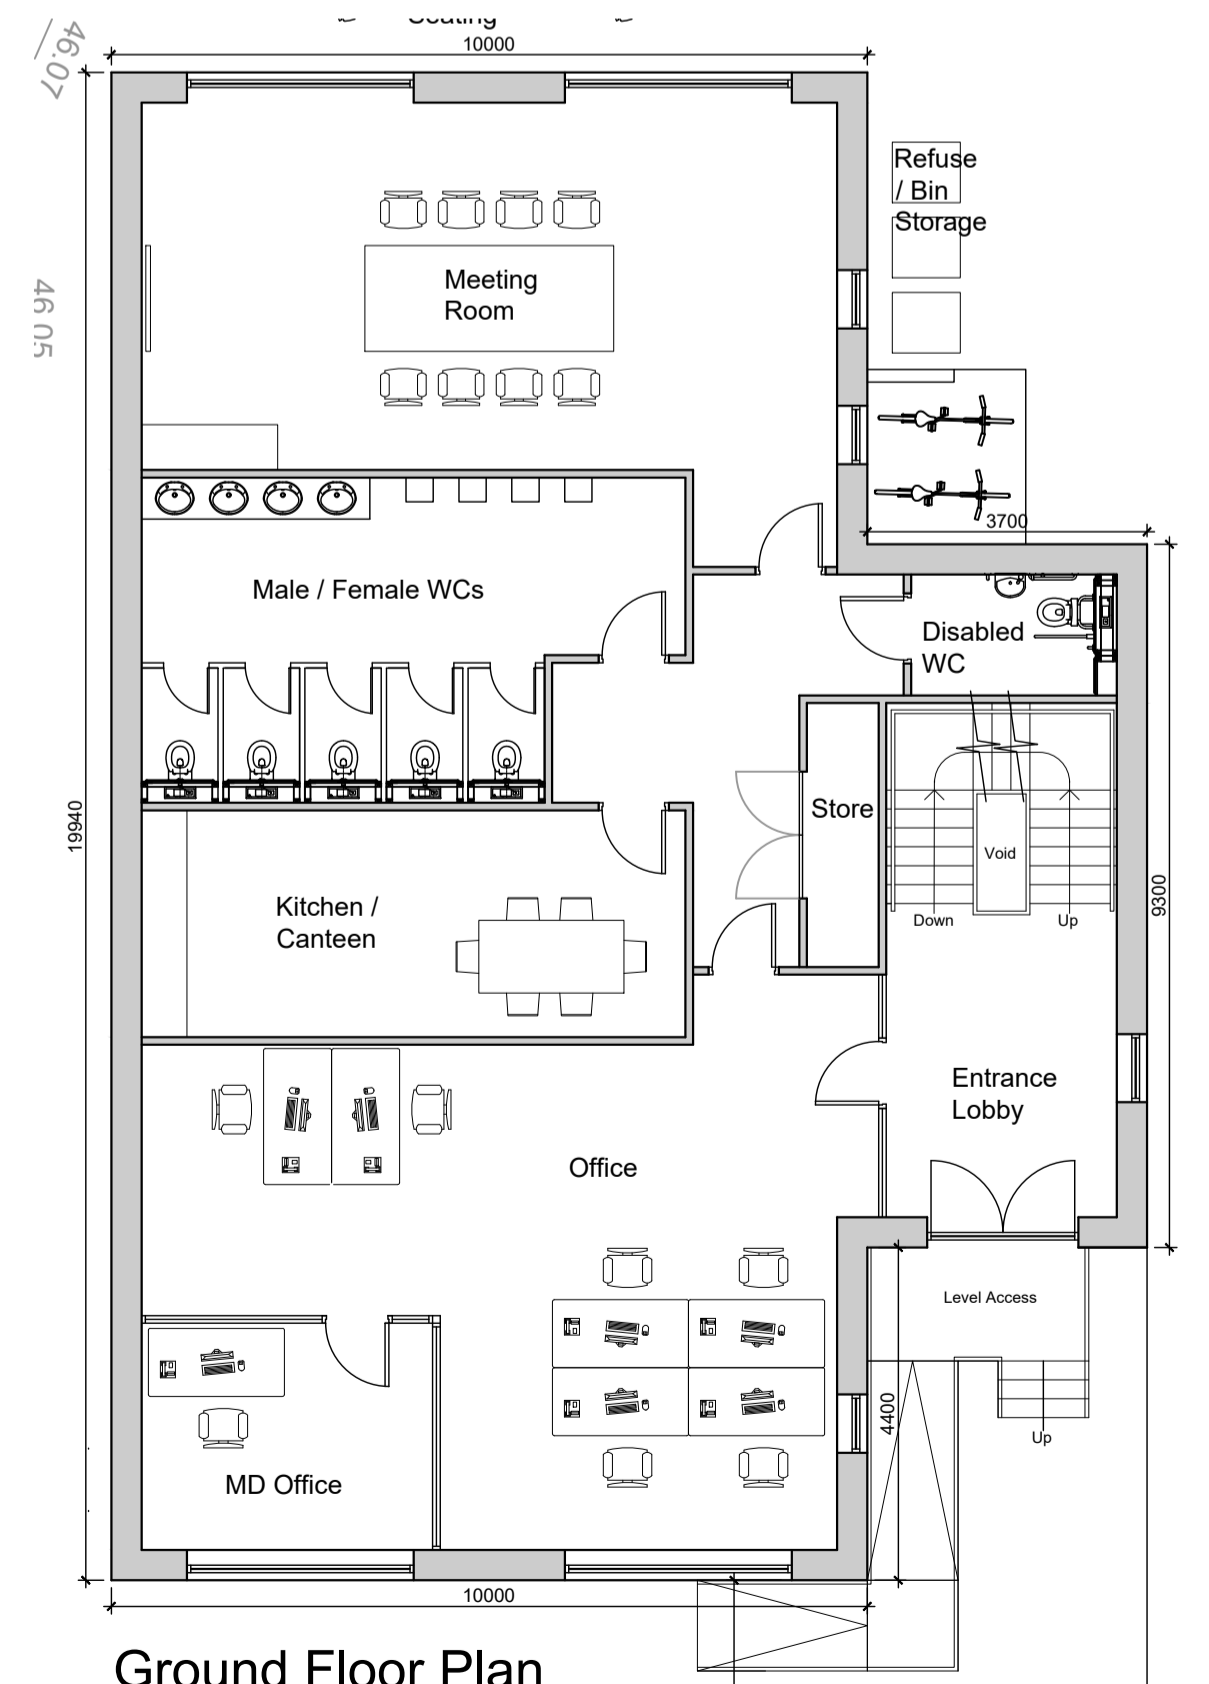 Seating
10000
46.07
Refuse
/ Bin
Storage
Meeting
Room
46.05
3700
Male / Female WCs
Disabled
WC
Store
19940
Void
9300
Kitchen /
Canteen
Down
Up
Entrance
Lobby
Office
Level Access
4400
Up
MD Office
10000
Ground Floor Plan